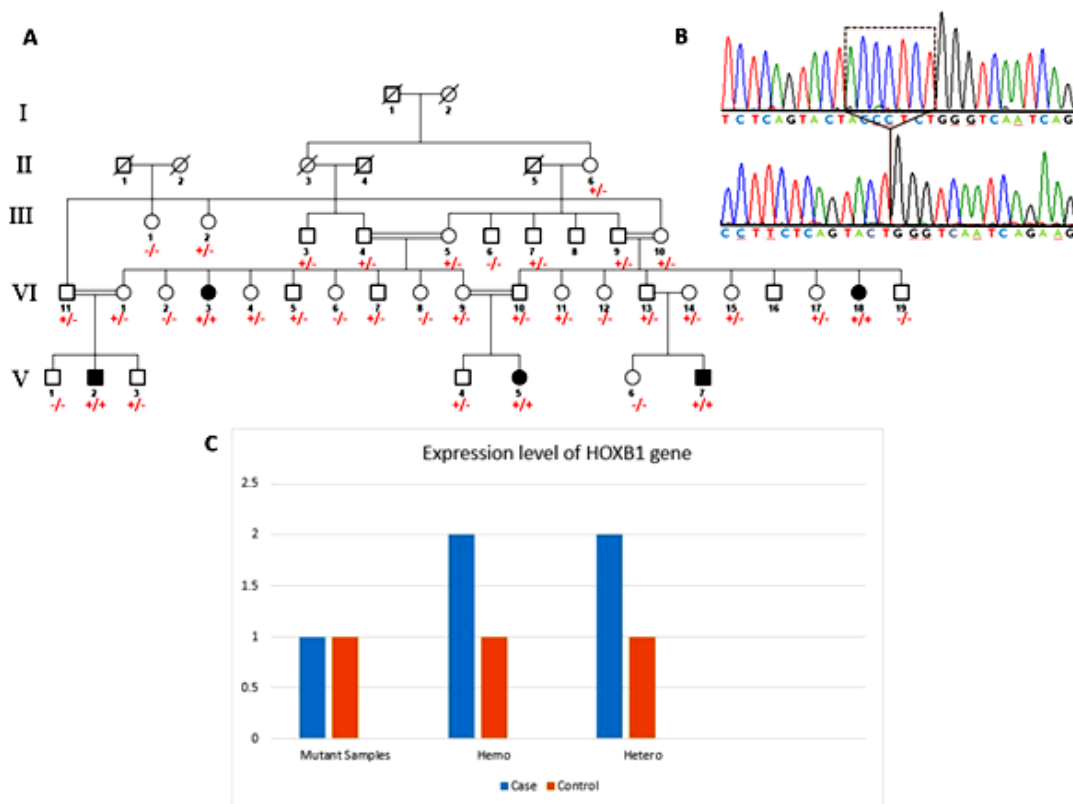 A
B
I
1 2
TCTCAGTACTACCCTCTGGGTCAATCAG
II
1 2 3 4 5 6
+/-
CCTTCTCAGTACTGGGTCAATCAGAAG
III
1 2 3 4 5 6 7 8 9 10
-/- +/- +/- +/- +/- -/- +/- +/- +/-
VI
11 1 2 3 4 5 6 7 8 9 10 11 12 13 14 15 16 17 18 19
+/- +/- -/- +/+ +/- +/- -/- +/- -/- +/- +/- +/- -/- +/- +/- +/- +/- +/+ -/-
V
1 2 3 4 5 6 7
-/- +/+ +/- +/- +/+ -/- +/+
C
Expression level of HOXB1 gene
2.5
2
1.5
1
0.5
0
Mutant Samples Hemo Hetero
Case Control